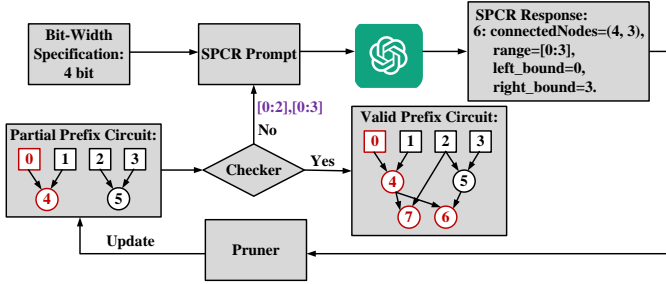 Bit-Width
Specification:
4 bit
SPCR Prompt
SPCR Response:
6: connectedNodes=(4, 3),
range=[0:3],
left_bound=0,
right_bound=3.
[0:2],[0:3]
No
Partial Prefix Circuit:
0 1 2 3
4 5
Checker
Yes
Valid Prefix Circuit:
0 1 2 3
4 5
7 6
Update
Pruner